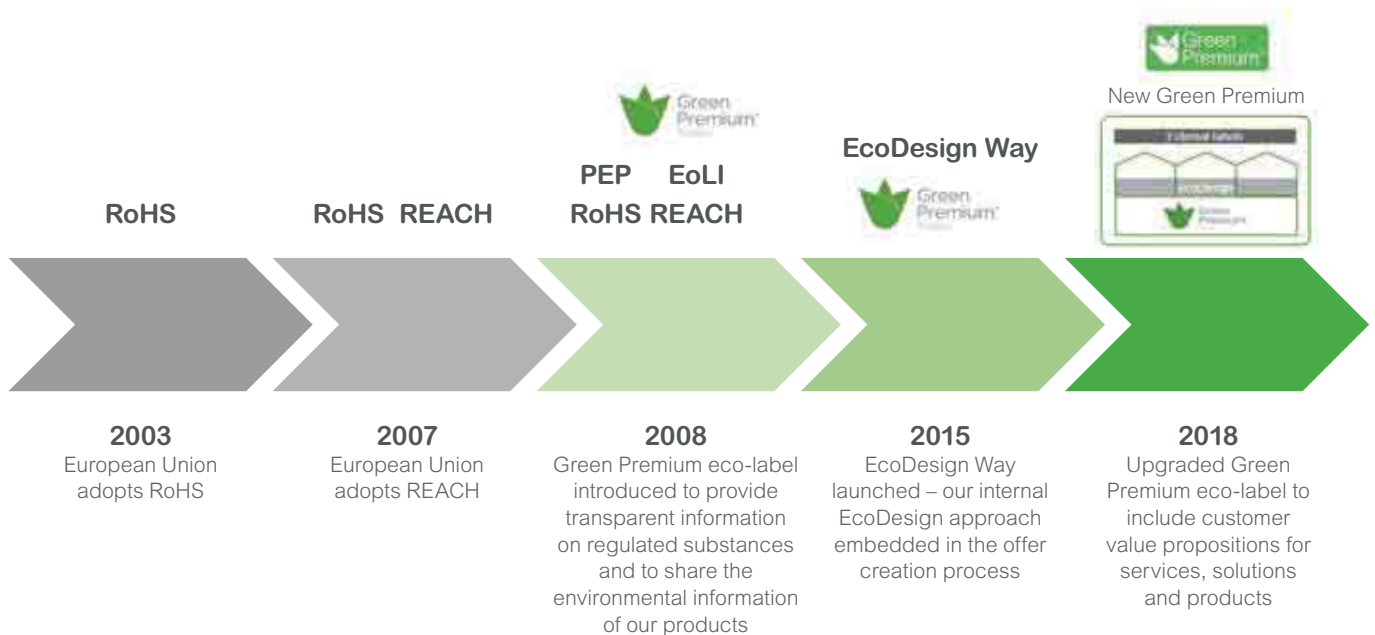 Green
Premium
New Green Premium
Green
Premium
EcoDesign Way
PEP EoLI
RoHS REACH
Green
Premium
RoHS
RoHS REACH
External labels
EcoDesign
Green
Premium
2003
European Union
adopts RoHS
2007
European Union
adopts REACH
2008
Green Premium eco-label
introduced to provide
transparent information
on regulated substances
and to share the
environmental information
of our products
2015
EcoDesign Way
launched – our internal
EcoDesign approach
embedded in the offer
creation process
2018
Upgraded Green
Premium eco-label to
include customer
value propositions for
services, solutions
and products